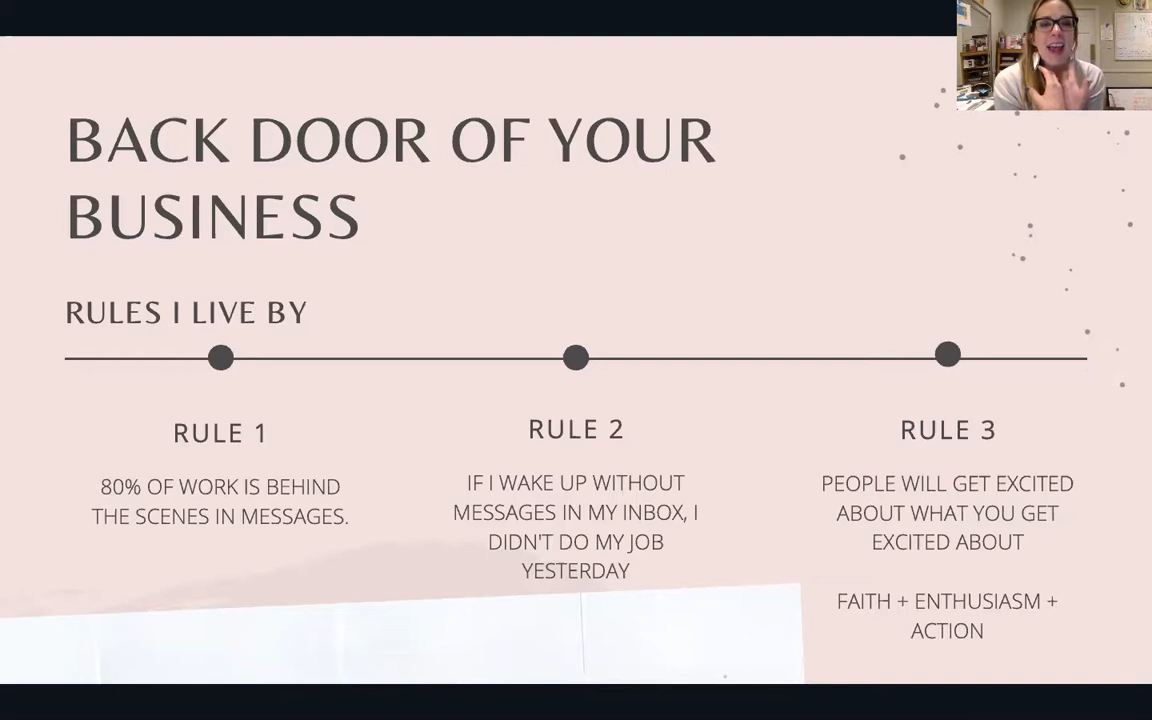 BACK DOOR OF YOUR
BUSINESS
RULES I LIVE BY
RULE 1
80% OF WORK IS BEHIND
THE SCENES IN MESSAGES.
RULE 2
IF I WAKE UP WITHOUT
MESSAGES IN MY INBOX, I
DIDN'T DO MY JOB
YESTERDAY
RULE 3
PEOPLE WILL GET EXCITED
ABOUT WHAT YOU GET
EXCITED ABOUT
FAITH + ENTHUSIASM +
ACTION